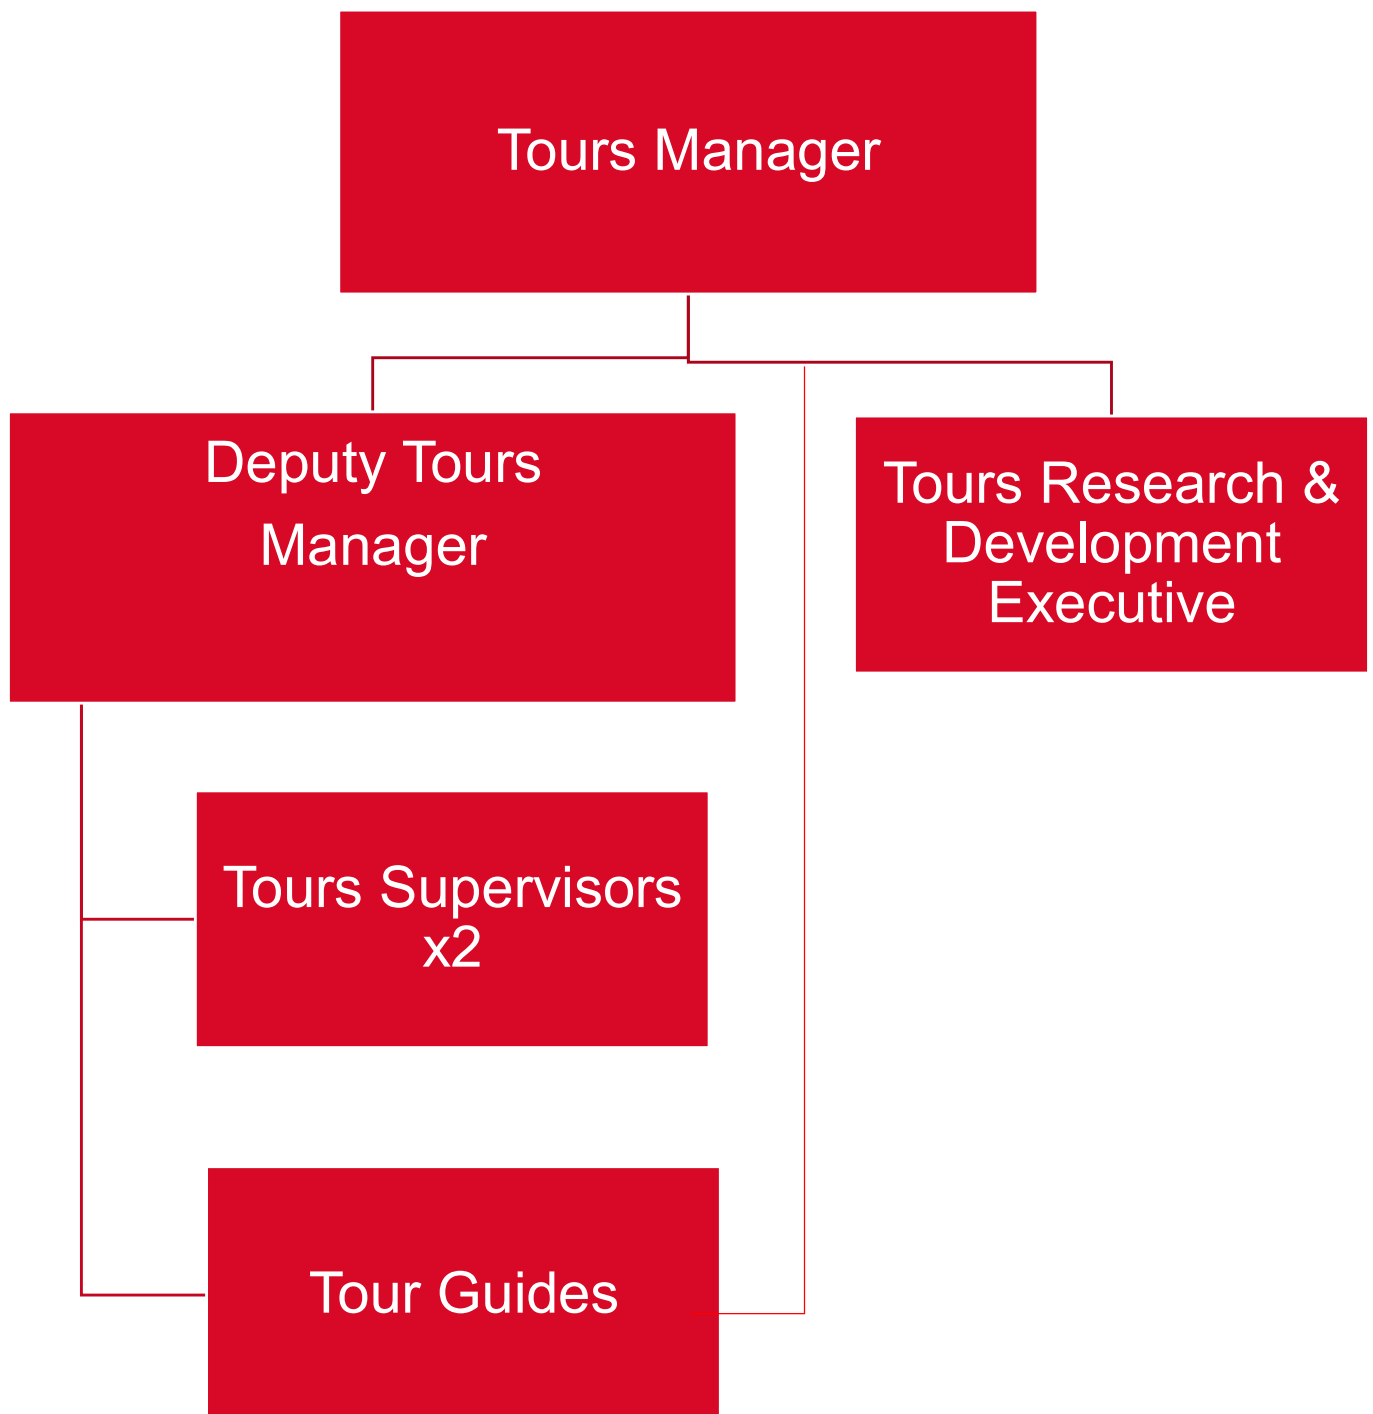 Tours Manager
Deputy Tours
Manager
Tours Research &
Development
Executive
Tours Supervisors
x2
Tour Guides